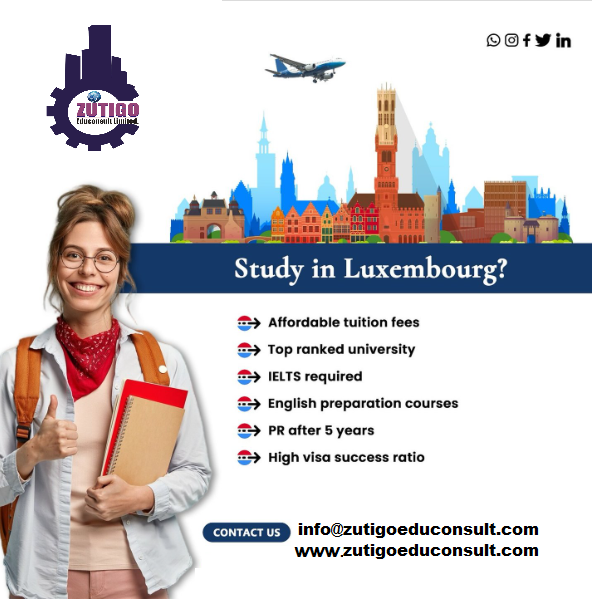 ZUTIGO
Educonsult Limited.
Study in Luxembourg?
Affordable tuition fees
Top ranked university
IELTS required
English preparation courses
PR after 5 years
High visa success ratio
CONTACT US
info@zutigoeduconsult.com
www.zutigoeduconsult.com